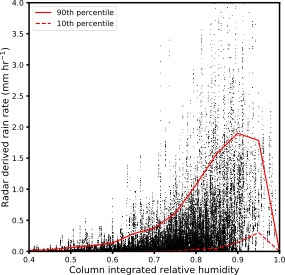 4.0
90th percentile
10th percentile
3.5
3.0
2.5
2.0
1.5
1.0
0.5
0.0
Radar derived rain rate (mm hr⁻¹)
0.4 0.5 0.6 0.7 0.8 0.9 1.0
Column integrated relative humidity